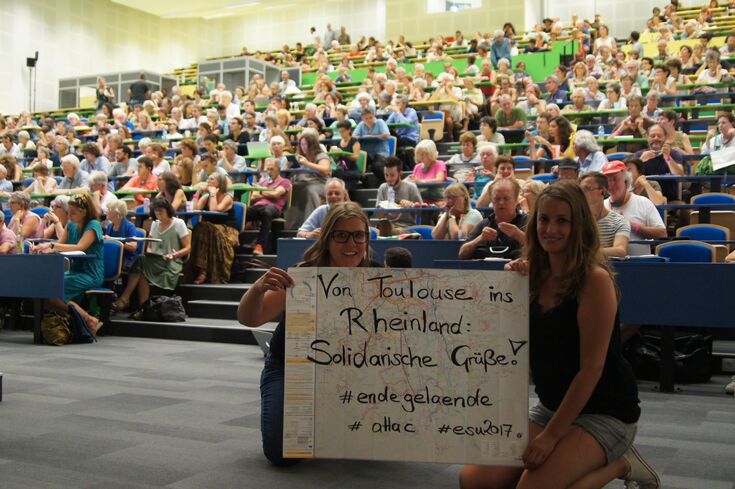 Von Toulouse ins
Rheinland:
Solidarische Grüße!
#endegelaende
#attac #esu2017